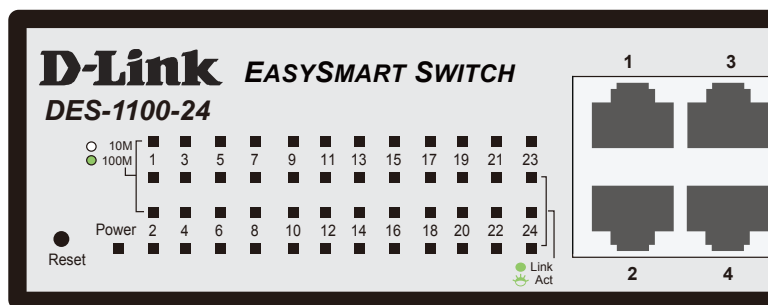 D-Link EASYSMART SWITCH
DES-1100-24
1 3
10M
100M
1 3 5 7 9 11 13 15 17 19 21 23
Power 2 4 6 8 10 12 14 16 18 20 22 24
Reset
Link
Act
2 4